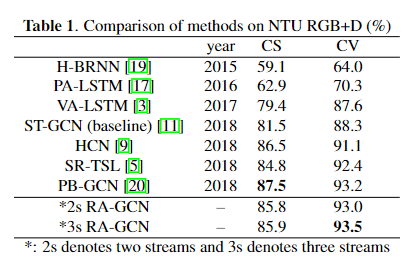 Table 1. Comparison of methods on NTU RGB+D (%)
year CS CV
H-BRNN [19] 2015 59.1 64.0
PA-LSTM [17] 2016 62.9 70.3
VA-LSTM [3] 2017 79.4 87.6
ST-GCN (baseline) [11] 2018 81.5 88.3
HCN [9] 2018 86.5 91.1
SR-TSL [5] 2018 84.8 92.4
PB-GCN [20] 2018 87.5 93.2
*2s RA-GCN – 85.8 93.0
*3s RA-GCN – 85.9 93.5
*: 2s denotes two streams and 3s denotes three streams